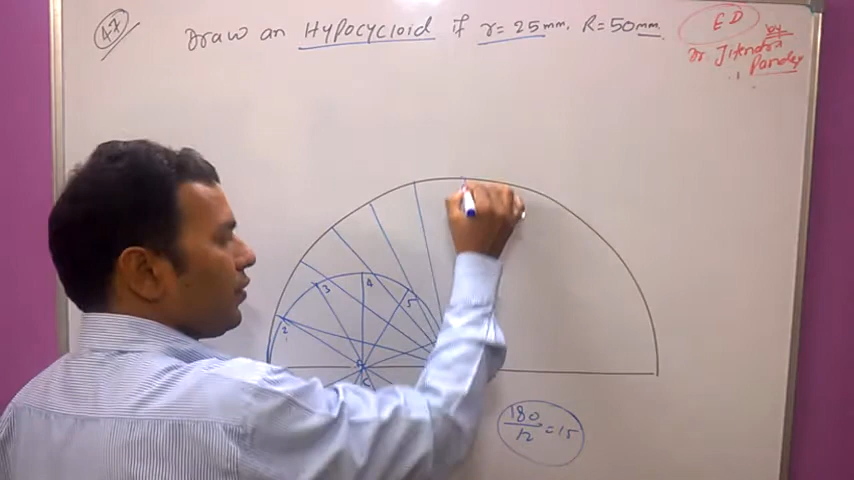 47
Draw an HYPOCYCLOID if r= 25mm, R=50mm.
ED
by
Dr Jitendra
Pandey
2
3
4
5
C
180/12 = 15